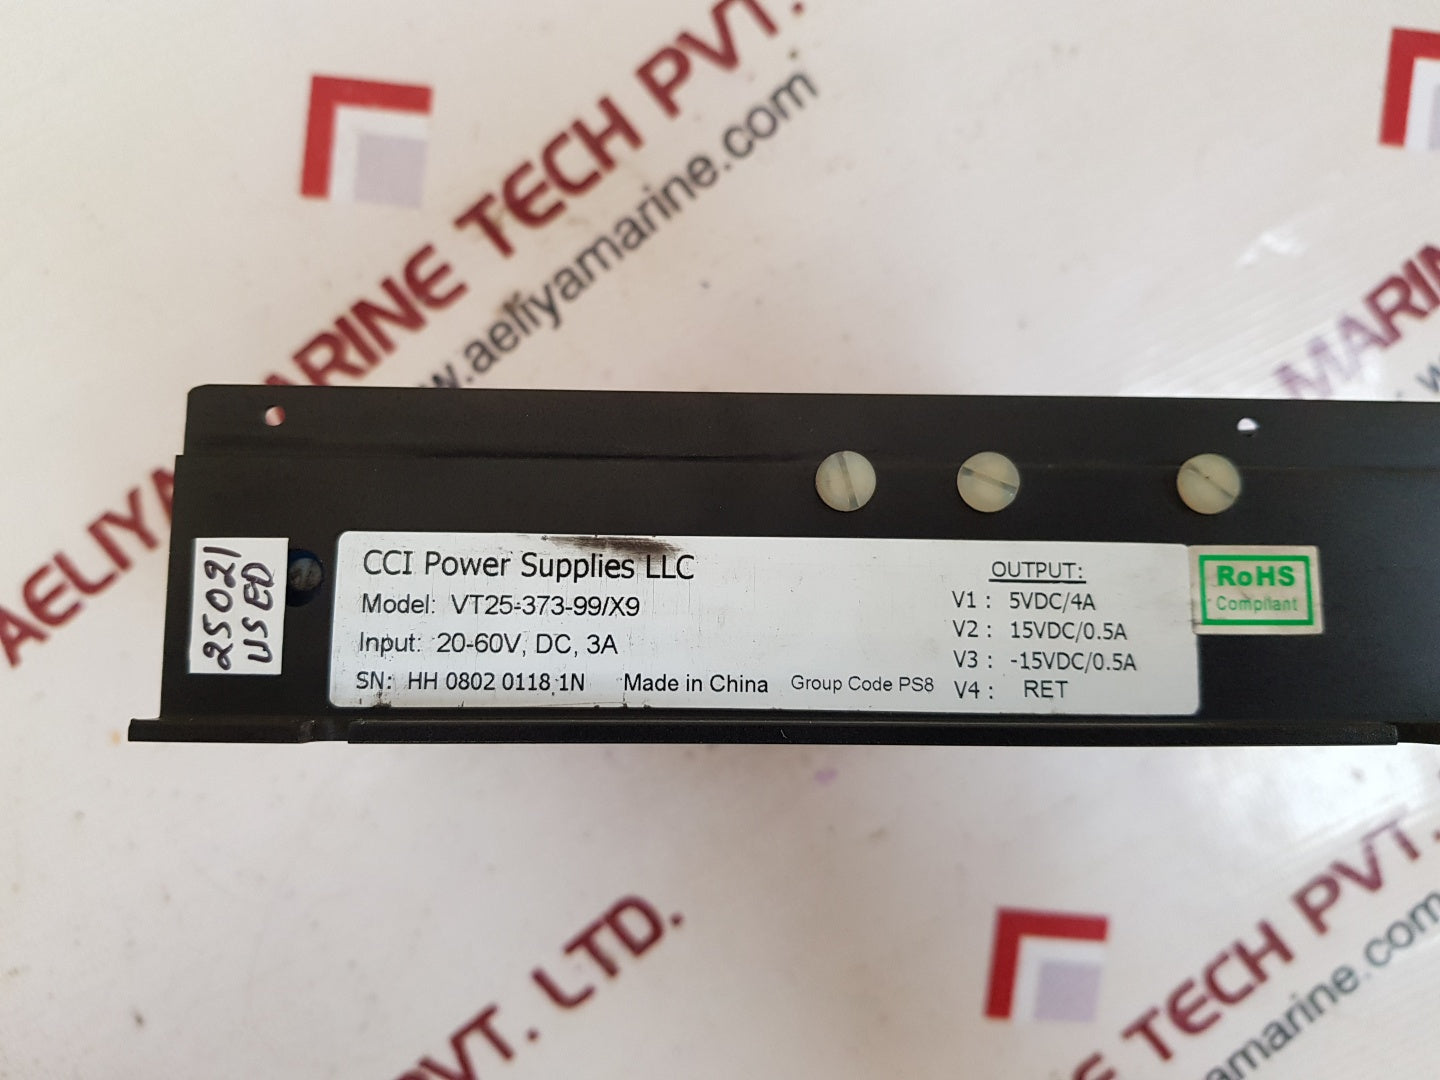 AELIYA MARINE TECH PVT.
www.aeliyamarine.com
MARINE
25021
USED
CCI Power Supplies LLC
Model: VT25-373-99/X9
Input: 20-60V, DC, 3A
SN: HH 0802 0118 1N Made in China Group Code PS8
OUTPUT:
V1 : 5VDC/4A
V2 : 15VDC/0.5A
V3 : -15VDC/0.5A
V4 : RET
RoHS
Compliant
PVT. LTD.
TECH PVT.
amarine.com